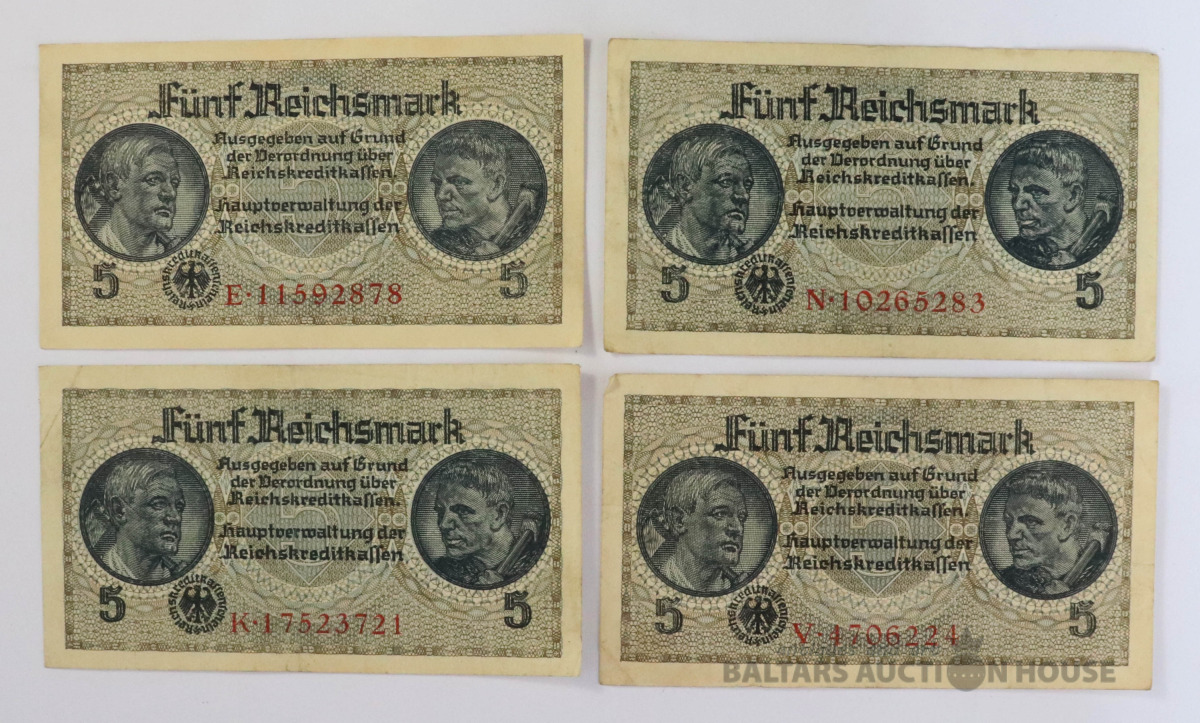 Fünf Reichsmark
Ausgegeben auf Grund
der Verordnung über
Reichskreditkassen.
Hauptverwaltung der
Reichskreditkassen
5
E·11592878
5
Fünf Reichsmark
Ausgegeben auf Grund
der Verordnung über
Reichskreditkassen.
Hauptverwaltung der
Reichskreditkassen
5
N·10265283
5
Fünf Reichsmark
Ausgegeben auf Grund
der Verordnung über
Reichskreditkassen.
Hauptverwaltung der
Reichskreditkassen
5
K·17523721
5
Fünf Reichsmark
Ausgegeben auf Grund
der Verordnung über
Reichskreditkassen.
Hauptverwaltung der
Reichskreditkassen
5
V·4706224
5
BALTARS AUCTION HOUSE